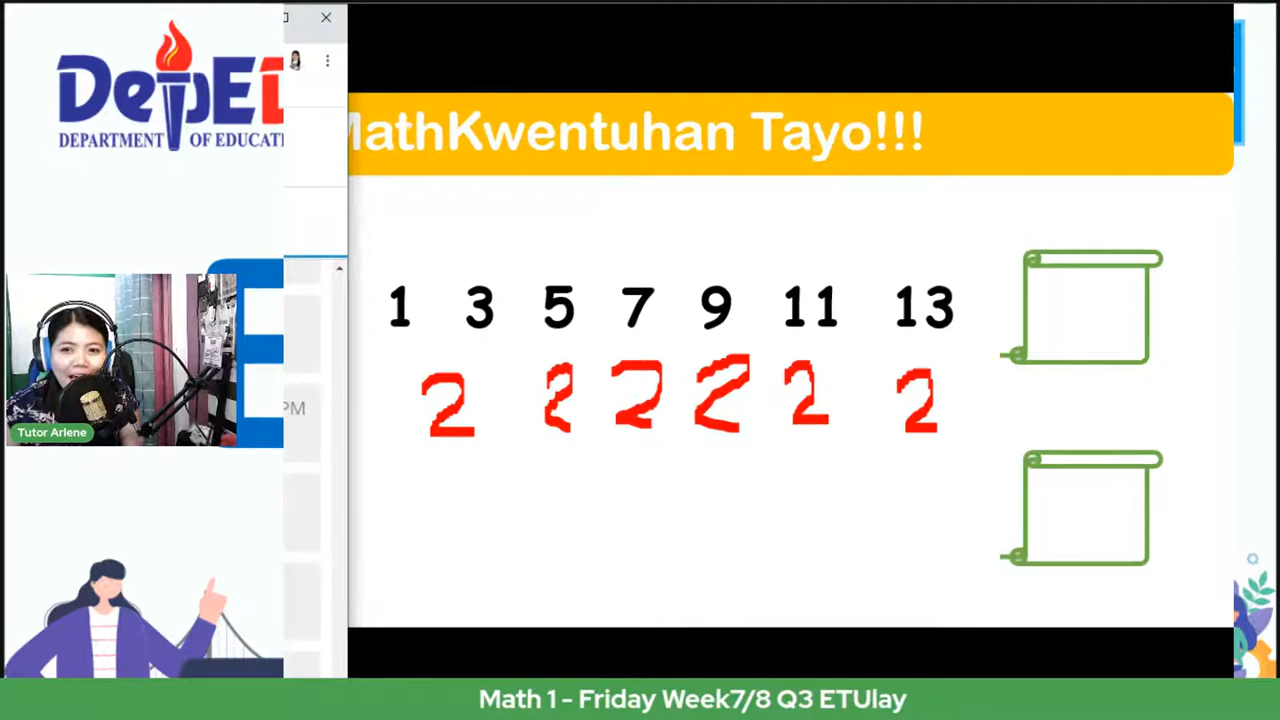 DepED
DEPARTMENT OF EDUCATI
MathKwentuhan Tayo!!!
1 3 5 7 9 11 13
2 2 2 2 2 2
PM
Tutor Arlene
E
Math 1 - Friday Week7/8 Q3 ETUlay